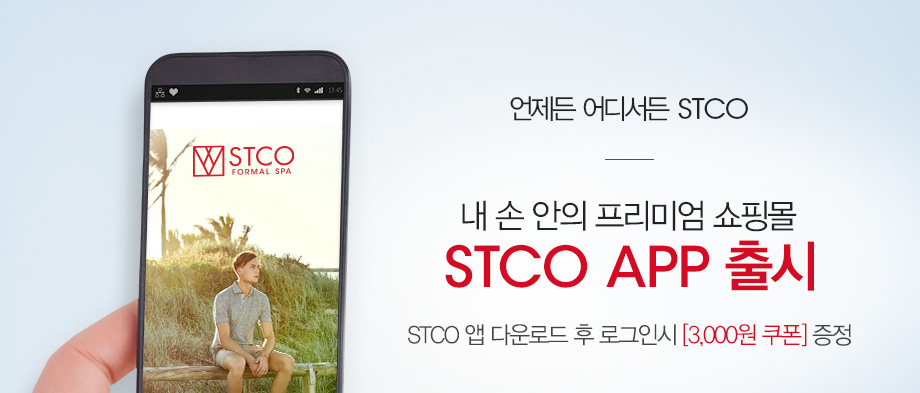 13:45
STCO
FORMAL SPA
언제든 어디서든 STCO
내 손 안의 프리미엄 쇼핑몰
STCO APP 출시
STCO 앱 다운로드 후 로그인시 [3,000원 쿠폰] 증정